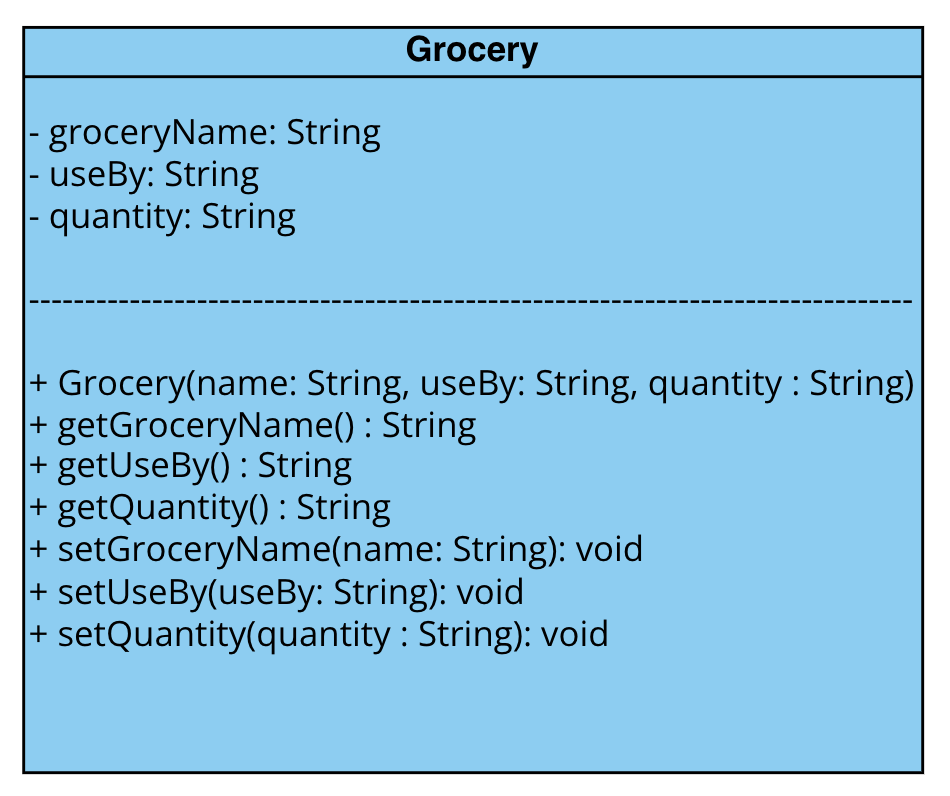 Grocery
- groceryName: String
- useBy: String
- quantity: String
-------------------------------------------------------------------------------
+ Grocery(name: String, useBy: String, quantity : String)
+ getGroceryName() : String
+ getUseBy() : String
+ getQuantity() : String
+ setGroceryName(name: String): void
+ setUseBy(useBy: String): void
+ setQuantity(quantity : String): void